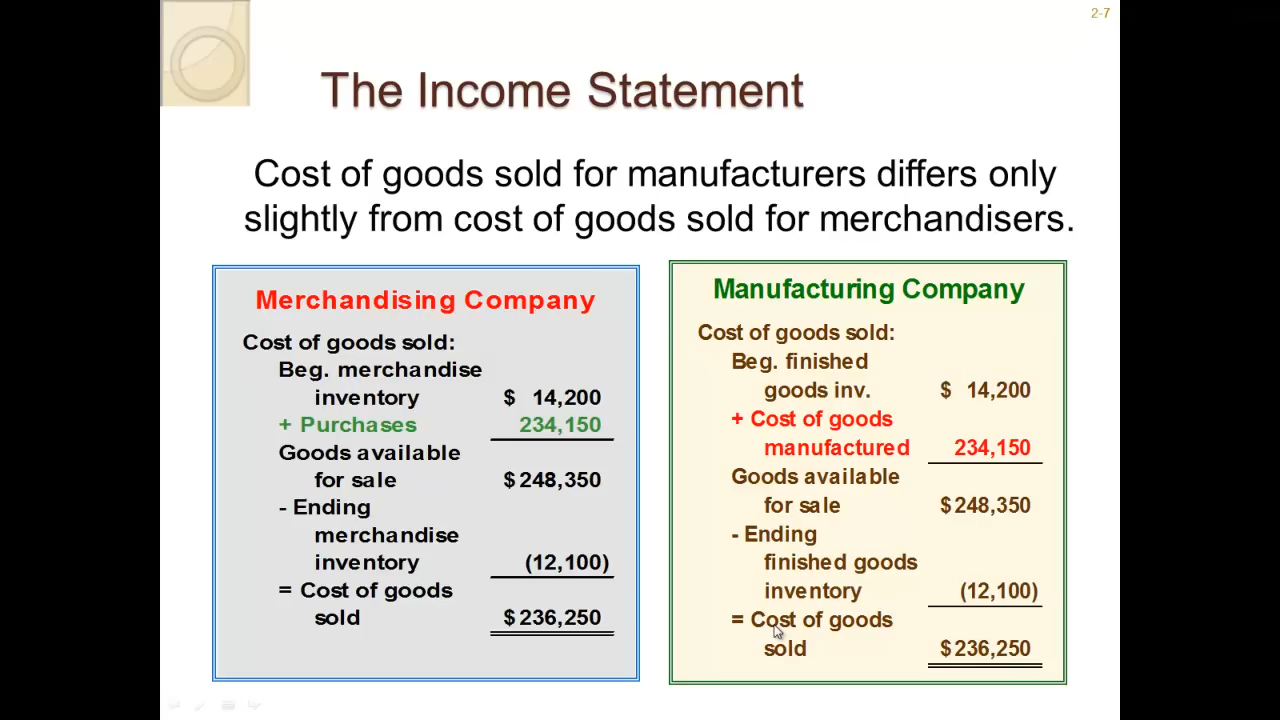 2-7
The Income Statement
Cost of goods sold for manufacturers differs only
slightly from cost of goods sold for merchandisers.
Merchandising Company
Cost of goods sold:
Beg. merchandise
inventory $ 14,200
+ Purchases 234,150
Goods available
for sale $ 248,350
- Ending
merchandise
inventory (12,100)
= Cost of goods
sold $ 236,250
Manufacturing Company
Cost of goods sold:
Beg. finished
goods inv. $ 14,200
+ Cost of goods
manufactured 234,150
Goods available
for sale $ 248,350
- Ending
finished goods
inventory (12,100)
= Cost of goods
sold $ 236,250